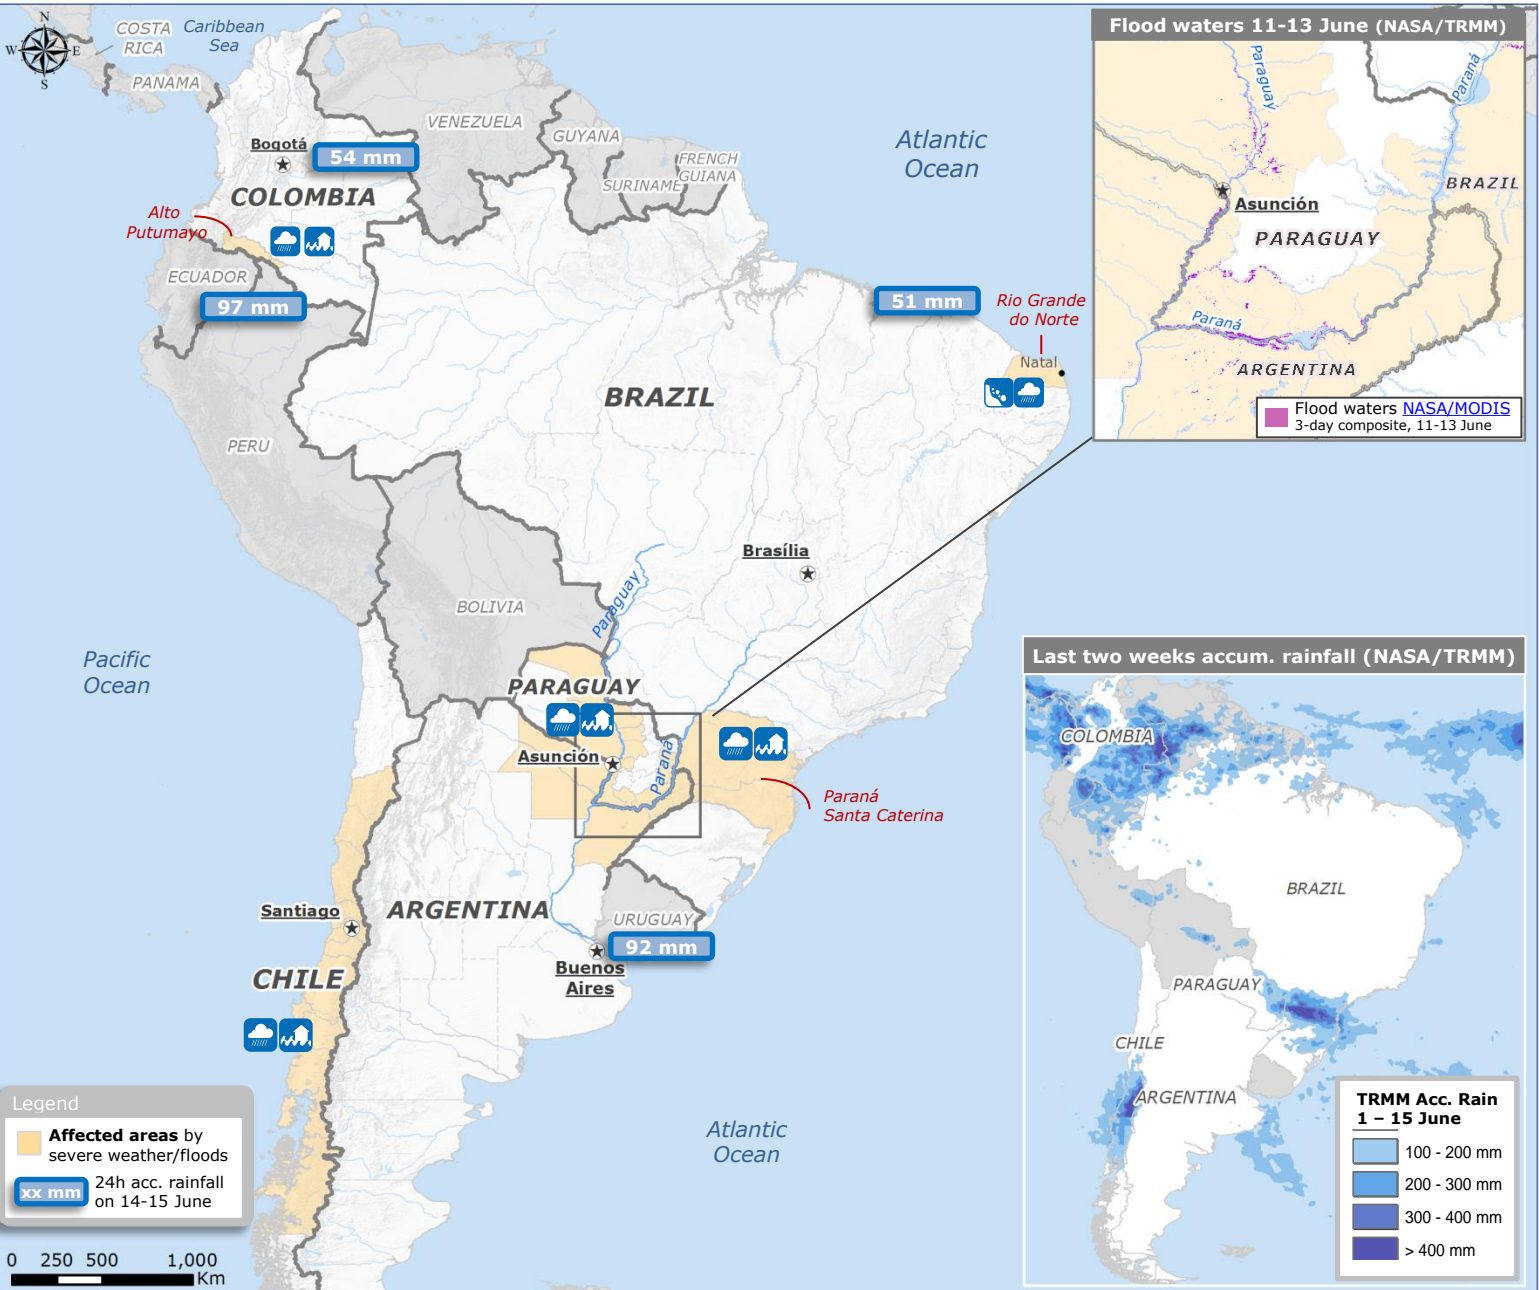 N
W
E
S
COSTA
RICA
Caribbean
Sea
PANAMA
VENEZUELA
GUYANA
SURINAME
FRENCH
GUIANA
Atlantic
Ocean
Bogotá
54 mm
COLOMBIA
Alto
Putumayo
ECUADOR
97 mm
51 mm
Rio Grande
do Norte
Natal
BRAZIL
PERU
Brasília
BOLIVIA
Paraguay
Pacific
Ocean
PARAGUAY
Asunción
Paraná
Paraná
Santa Caterina
Santiago
ARGENTINA
URUGUAY
92 mm
Buenos
Aires
CHILE
Atlantic
Ocean
Legend
Affected areas by
severe weather/floods
xx mm
24h acc. rainfall
on 14-15 June
0 250 500 1,000
Km
Flood waters 11-13 June (NASA/TRMM)
Paraguay
Paraná
BRAZIL
Asunción
PARAGUAY
Paraná
ARGENTINA
Flood waters NASA/MODIS
3-day composite, 11-13 June
Last two weeks accum. rainfall (NASA/TRMM)
COLOMBIA
BRAZIL
PARAGUAY
CHILE
ARGENTINA
TRMM Acc. Rain
1 – 15 June
100 - 200 mm
200 - 300 mm
300 - 400 mm
> 400 mm